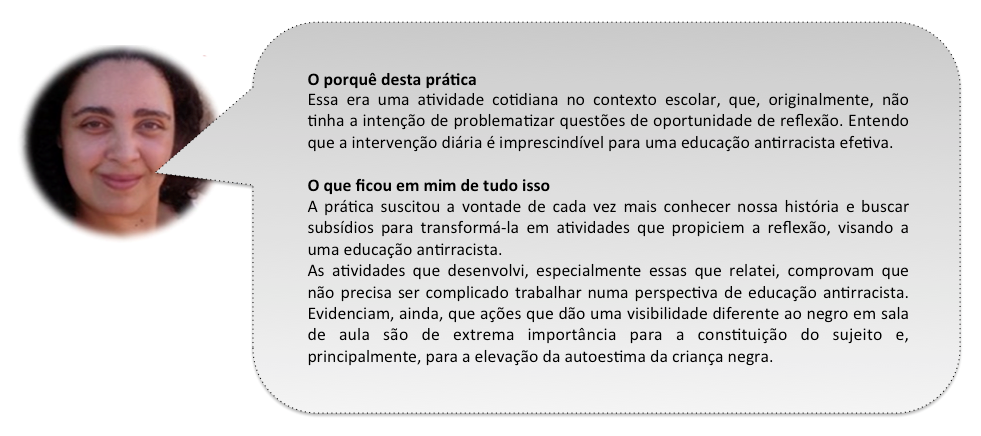 O porquê desta prática
Essa era uma atividade cotidiana no contexto escolar, que, originalmente, não
tinha a intenção de problematizar questões de oportunidade de reflexão. Entendo
que a intervenção diária é imprescindível para uma educação antirracista efetiva.
O que ficou em mim de tudo isso
A prática suscitou a vontade de cada vez mais conhecer nossa história e buscar
subsídios para transformá-la em atividades que propiciem a reflexão, visando a
uma educação antirracista.
As atividades que desenvolvi, especialmente essas que relatei, comprovam que
não precisa ser complicado trabalhar numa perspectiva de educação antirracista.
Evidenciam, ainda, que ações que dão uma visibilidade diferente ao negro em sala
de aula são de extrema importância para a constituição do sujeito e,
principalmente, para a elevação da autoestima da criança negra.